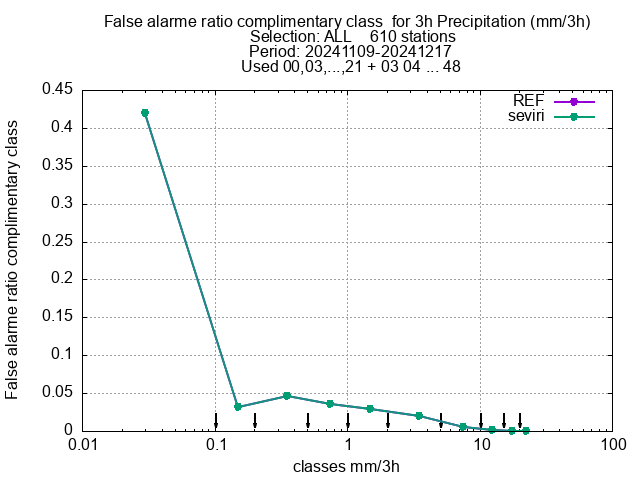 False alarme ratio complimentary class  for 3h Precipitation (mm/3h)
Selection: ALL    610 stations
Period: 20241109-20241217
Used 00,03,...,21 + 03 04 ... 48
REF
seviri
0.45
0.4
0.35
0.3
0.25
0.2
0.15
0.1
0.05
0
False alarme ratio complimentary class
0.01 0.1 1 10 100
classes mm/3h